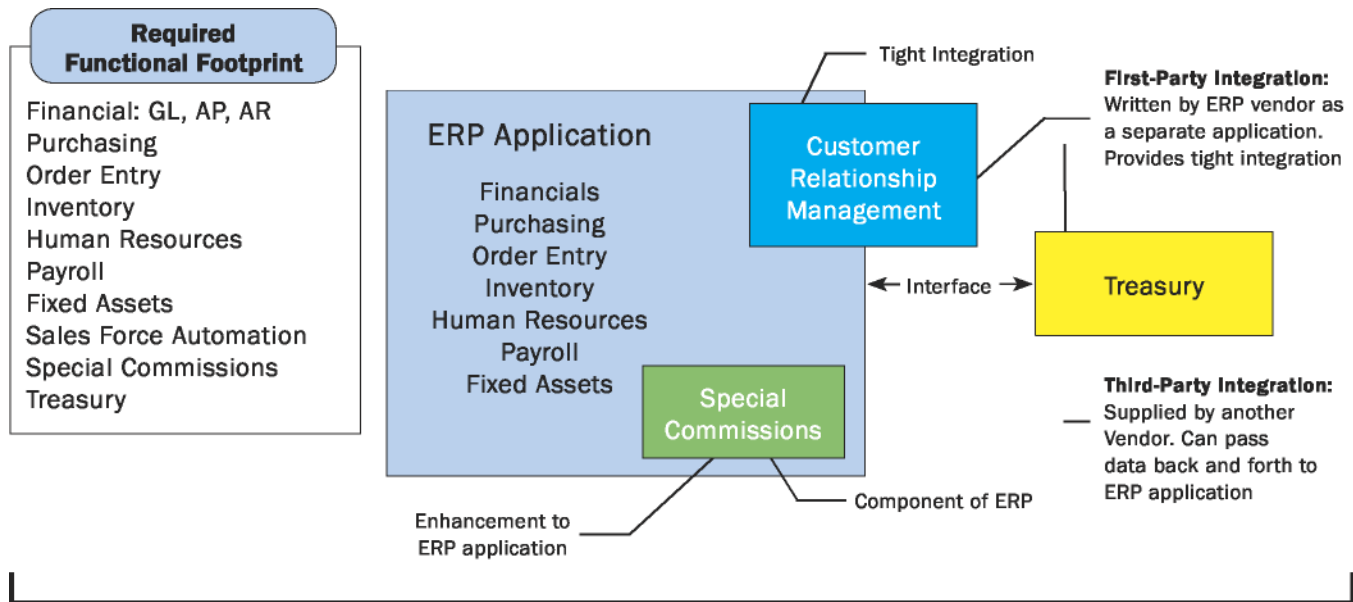 Required
Functional Footprint
Financial: GL, AP, AR
Purchasing
Order Entry
Inventory
Human Resources
Payroll
Fixed Assets
Sales Force Automation
Special Commissions
Treasury
ERP Application
Financials
Purchasing
Order Entry
Inventory
Human Resources
Payroll
Fixed Assets
Tight Integration
Customer
Relationship
Management
Special
Commissions
Enhancement to
ERP application
Component of ERP
Interface
First-Party Integration:
Written by ERP vendor as
a separate application.
Provides tight integration
Treasury
Third-Party Integration:
Supplied by another
Vendor. Can pass
data back and forth to
ERP application